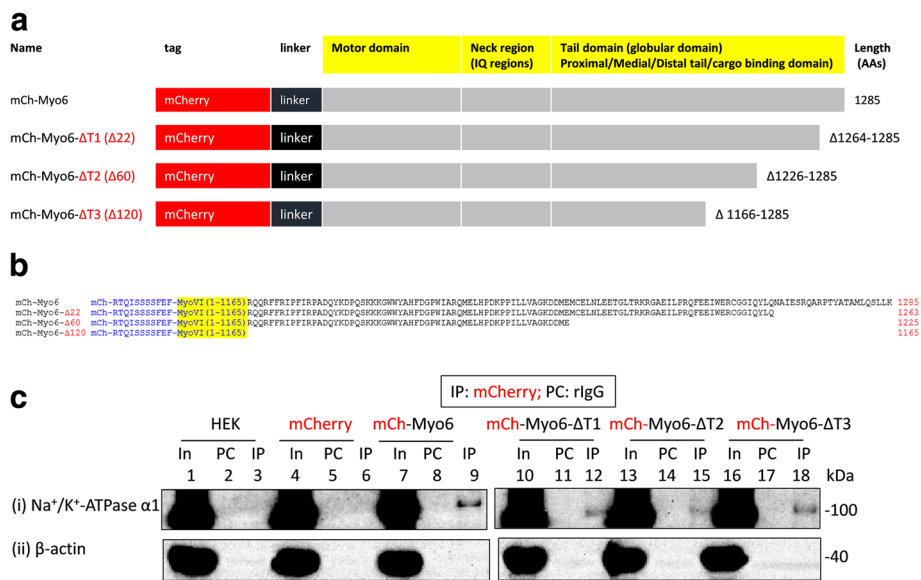 a
Name tag linker Motor domain Neck region (IQ regions) Tail domain (globular domain) Proximal/Medial/Distal tail/cargo binding domain) Length (AAs)
mCh-Myo6 mCherry linker 1285
mCh-Myo6-ΔT1 (Δ22) mCherry linker Δ1264-1285
mCh-Myo6-ΔT2 (Δ60) mCherry linker Δ1226-1285
mCh-Myo6-ΔT3 (Δ120) mCherry linker Δ 1166-1285
b
mCh-Myo6 mCh-RTQISSSSFEF-MyoVI(1-1165)RQQRFFRIPFIRPADQYKDPQSKKKGWWYAHFDGPWIARQMELHPDKPPILLVAGKDDMEMCELNLEETGLTRKRGAEILPRQFEEIWERCGGIQYLQNAIESRQARPTYATAMLQSLLK 1285
mCh-Myo6-Δ22 mCh-RTQISSSSFEF-MyoVI(1-1165)RQQRFFRIPFIRPADQYKDPQSKKKGWWYAHFDGPWIARQMELHPDKPPILLVAGKDDMEMCELNLEETGLTRKRGAEILPRQFEEIWERCGGIQYLQ 1263
mCh-Myo6-Δ60 mCh-RTQISSSSFEF-MyoVI(1-1165)RQQRFFRIPFIRPADQYKDPQSKKKGWWYAHFDGPWIARQMELHPDKPPILLVAGKDDME 1225
mCh-Myo6-Δ120 mCh-RTQISSSSFEF-MyoVI(1-1165) 1165
c
IP: mCherry; PC: rIgG
HEK mCherry mCh-Myo6 mCh-Myo6-ΔT1 mCh-Myo6-ΔT2 mCh-Myo6-ΔT3
In PC IP In PC IP In PC IP In PC IP In PC IP In PC IP
1 2 3 4 5 6 7 8 9 10 11 12 13 14 15 16 17 18 kDa
(i) Na⁺/K⁺-ATPase α1 -100
(ii) β-actin -40